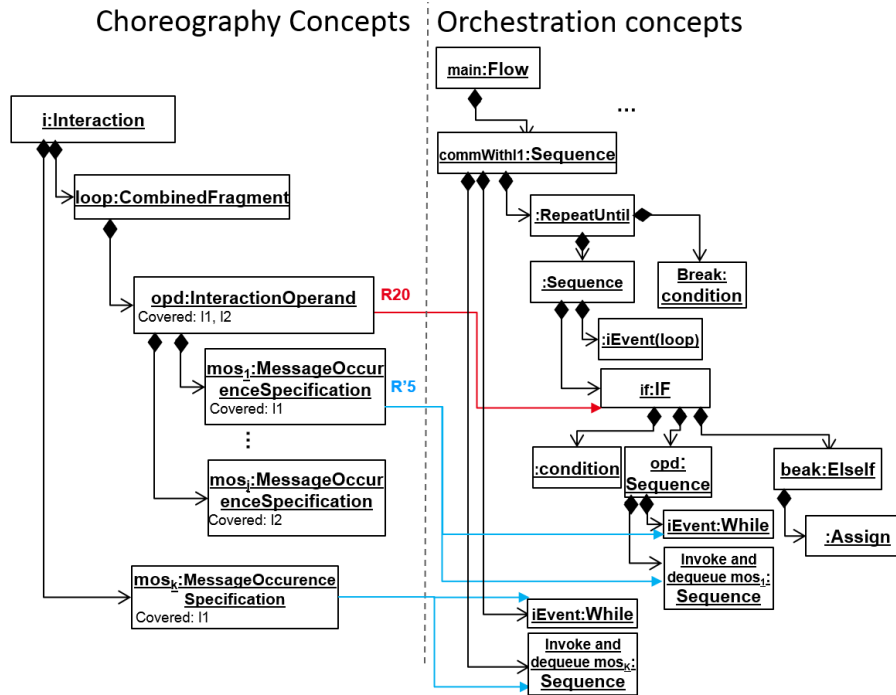 Choreography Concepts
Orchestration concepts
main:Flow
...
i:Interaction
commWithI1:Sequence
loop:CombinedFragment
:RepeatUntil
:Sequence
Break:
condition
opd:InteractionOperand
Covered: I1, I2
R20
:iEvent(loop)
mos1:MessageOccur
enceSpecification
Covered: I1
R'5
if:IF
...
:condition
opd:
Sequence
beak:ElseIf
mosj:MessageOccur
enceSpecification
Covered: I2
iEvent:While
:Assign
Invoke and
dequeue mos1:
Sequence
mosk:MessageOccurence
Specification
Covered: I1
iEvent:While
Invoke and
dequeue mosK:
Sequence